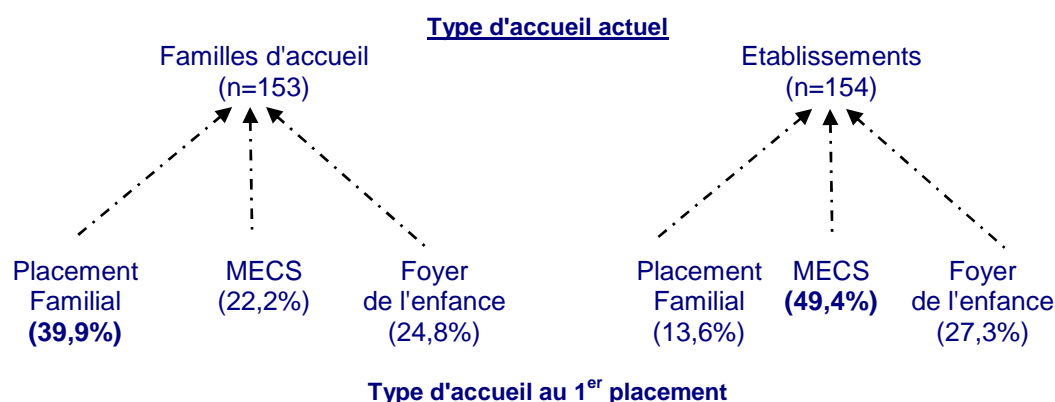 Type d'accueil actuel
Familles d'accueil
(n=153)
Etablissements
(n=154)
Placement
Familial
(39,9%)
MECS
(22,2%)
Foyer
de l'enfance
(24,8%)
Placement
Familial
(13,6%)
MECS
(49,4%)
Foyer
de l'enfance
(27,3%)
Type d'accueil au 1er placement